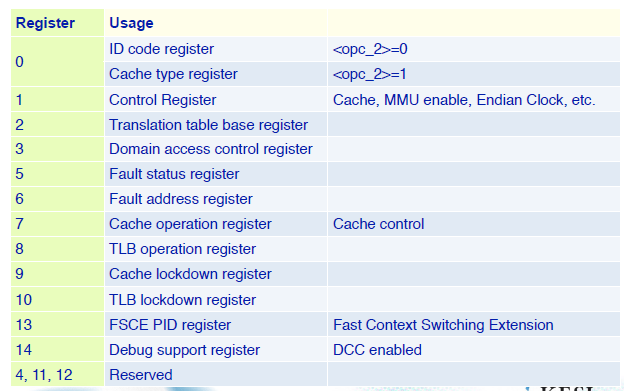 Register Usage
0 ID code register <opc_2>=0
Cache type register <opc_2>=1
1 Control Register Cache, MMU enable, Endian Clock, etc.
2 Translation table base register
3 Domain access control register
5 Fault status register
6 Fault address register
7 Cache operation register Cache control
8 TLB operation register
9 Cache lockdown register
10 TLB lockdown register
13 FSCE PID register Fast Context Switching Extension
14 Debug support register DCC enabled
4, 11, 12 Reserved